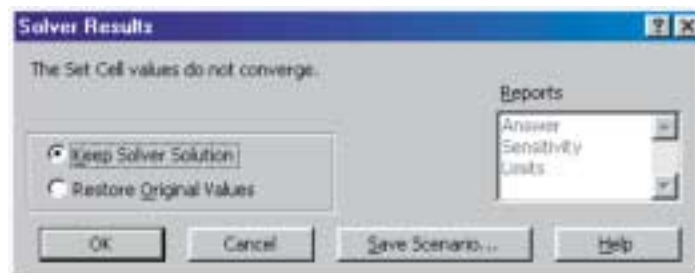 Solver Results
The Set Cell values do not converge.
Reports
Answer
Sensitivity
Limits
Keep Solver Solution
Restore Original Values
OK Cancel Save Scenario... Help